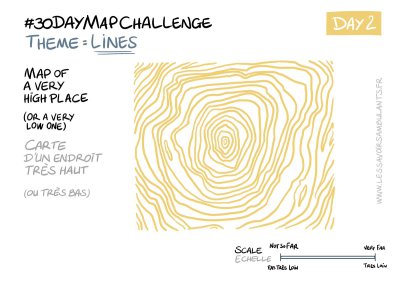 #30DAYMAPCHALLENGE
DAY 2
THEME = LINES
MAP OF
A VERY
HIGH PLACE
(OR A VERY
LOW ONE)
CARTE
D'UN ENDROIT
TRÈS HAUT
(OU TRÈS BAS)
WWW.LESSAVOIRSAMBULANTS.FR
SCALE
ECHELLE
NOT SO FAR
VERY FAR
PAS TRÈS LOIN
TRÈS LOIN